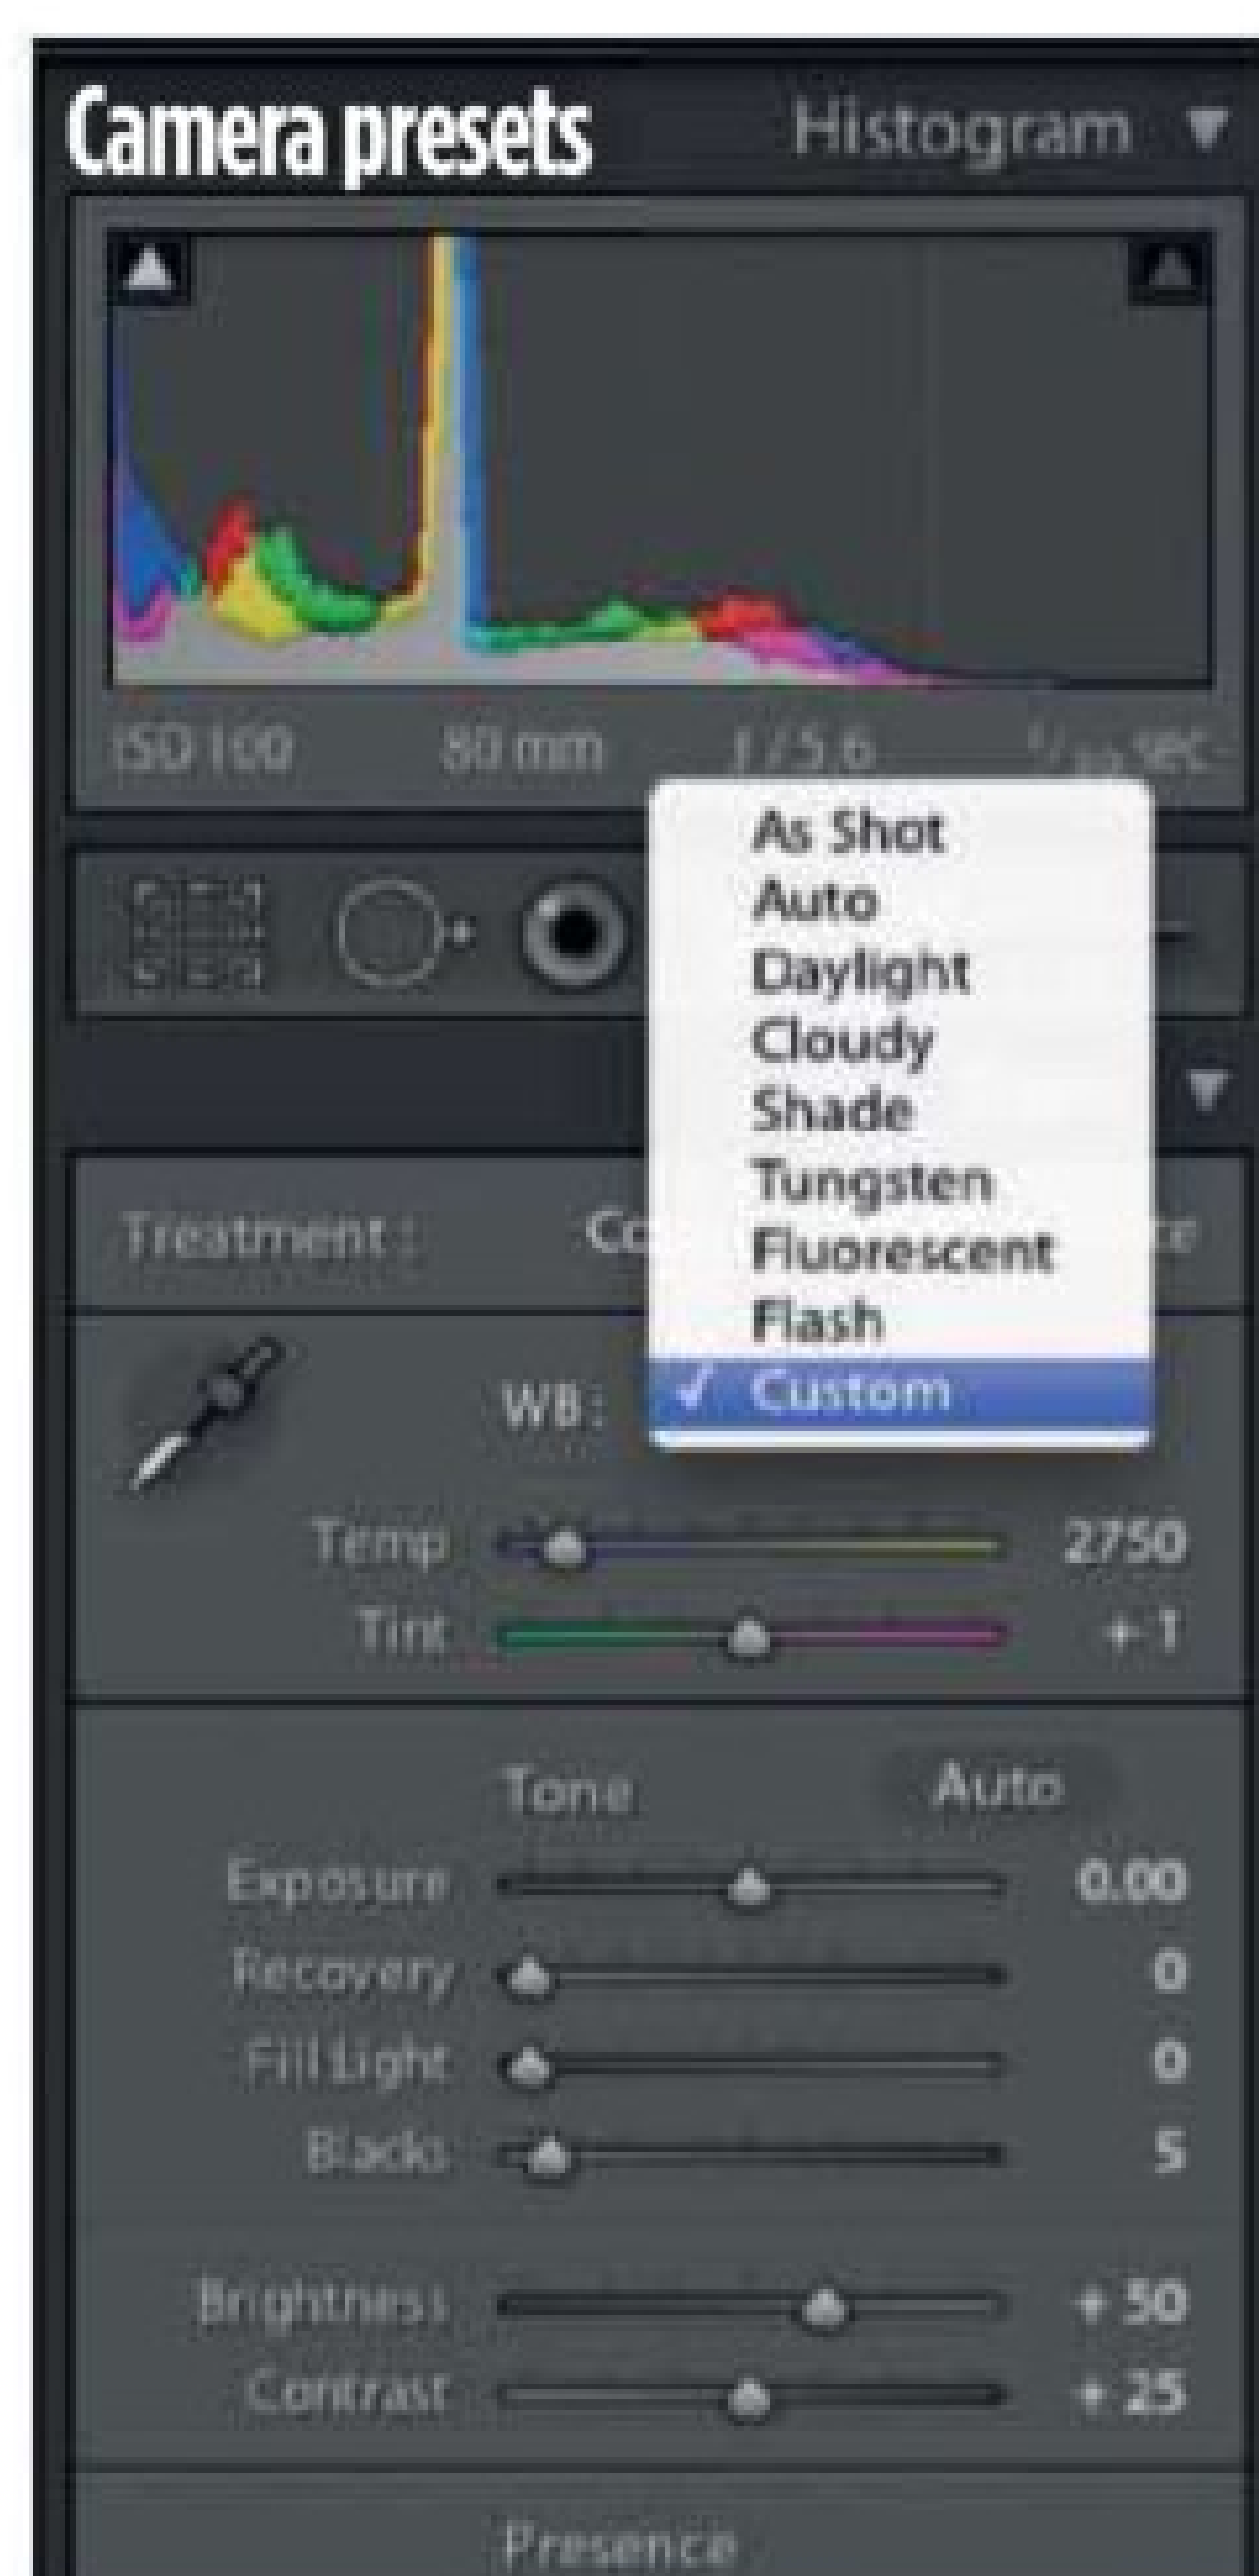 Camera presets Histogram
ISO 100 80 mm f / 5.6 sec
As Shot
Auto
Daylight
Cloudy
Shade
Tungsten
Treatment : Co
Fluorescent
Flash
WB: ✓ Custom
Temp 2750
Tint + 1
Tone Auto
Exposure 0.00
Recovery 0
Fill Light 0
Blacks 5
Brightness + 50
Contrast + 25
Presence